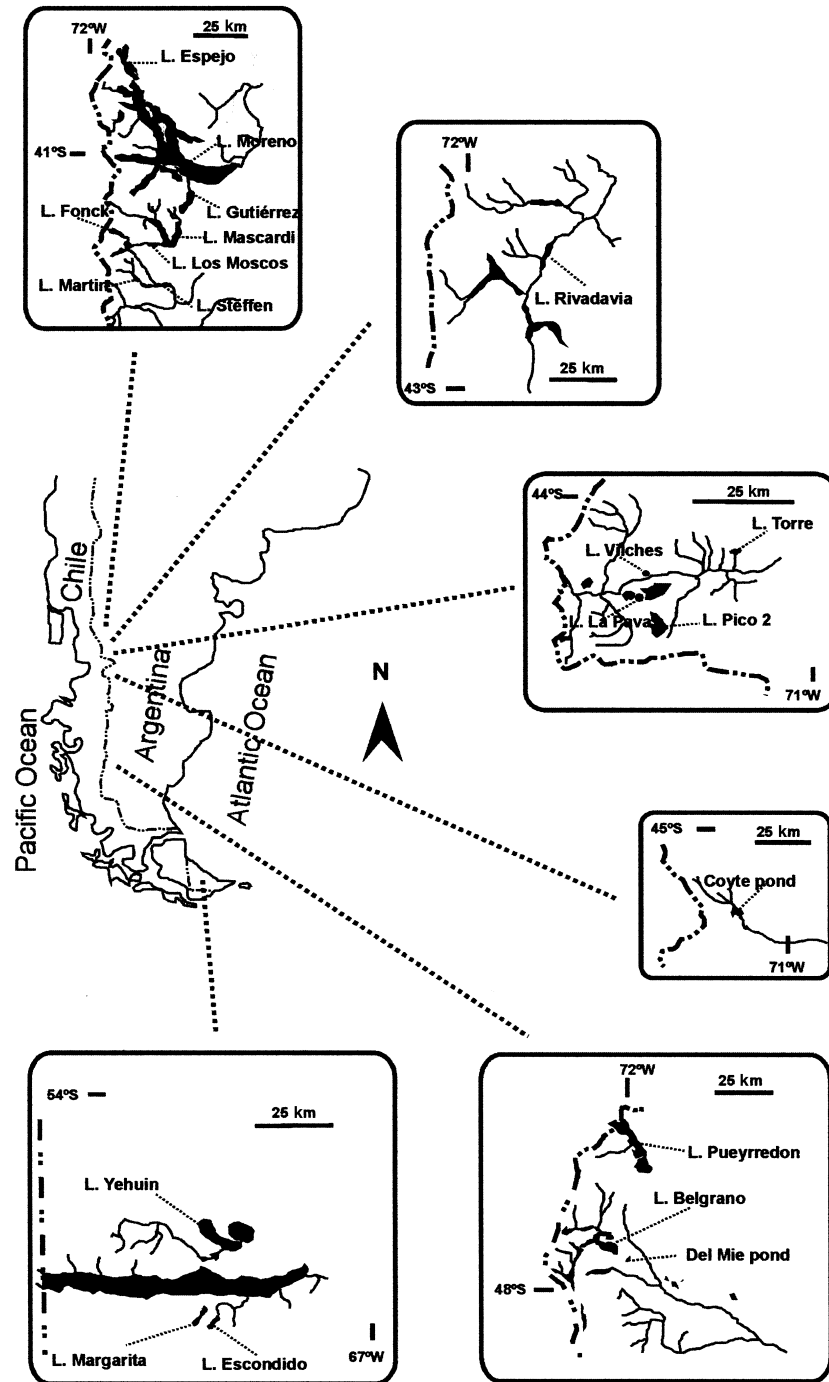 72ºW
25 km
L. Espejo
L. Moreno
41ºS
L. Fonck
L. Gutiérrez
L. Mascardi
L. Los Moscos
L. Martin
L. Steffen
72ºW
L. Rivadavia
25 km
43ºS
44ºS
25 km
L. Torre
L. Vilches
L. La Pava
L. Pico 2
71ºW
Chile
Argentina
Pacific Ocean
Atlantic Ocean
N
45ºS
25 km
Coyte pond
71ºW
54ºS
25 km
L. Yehuin
L. Margarita
L. Escondido
67ºW
72ºW
25 km
L. Pueyrredon
L. Belgrano
Del Mie pond
48ºS